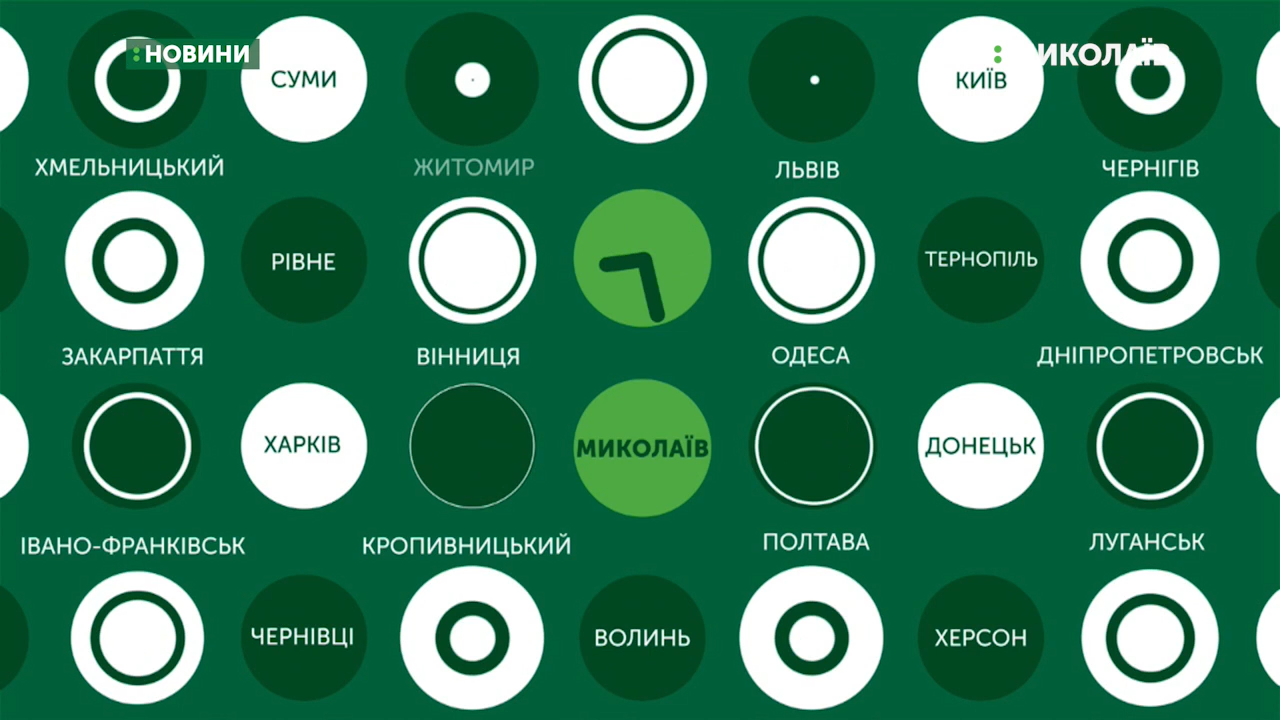 :НОВИНИ
:МИКОЛАЇВ
СУМИ
КИЇВ
ХМЕЛЬНИЦЬКИЙ
ЖИТОМИР
ЛЬВІВ
ЧЕРНІГІВ
РІВНЕ
ТЕРНОПІЛЬ
ЗАКАРПАТТЯ
ВІННИЦЯ
ОДЕСА
ДНІПРОПЕТРОВСЬК
ХАРКІВ
МИКОЛАЇВ
ДОНЕЦЬК
ІВАНО-ФРАНКІВСЬК
КРОПИВНИЦЬКИЙ
ПОЛТАВА
ЛУГАНСЬК
ЧЕРНІВЦІ
ВОЛИНЬ
ХЕРСОН